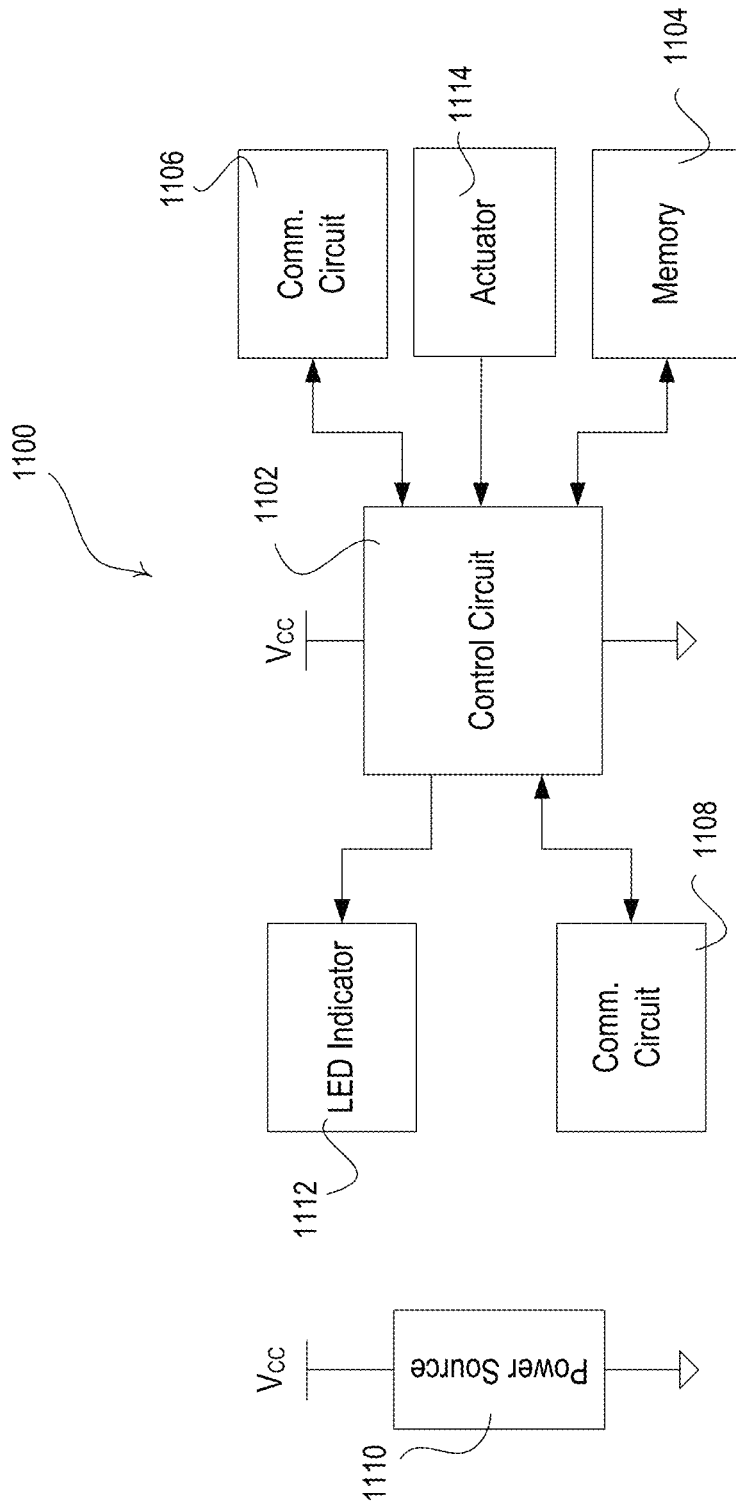 1100
Vcc
1110
Power Source
1112
LED Indicator
1108
Comm.
Circuit
Vcc
1102
Control Circuit
1106
Comm.
Circuit
1114
Actuator
1104
Memory